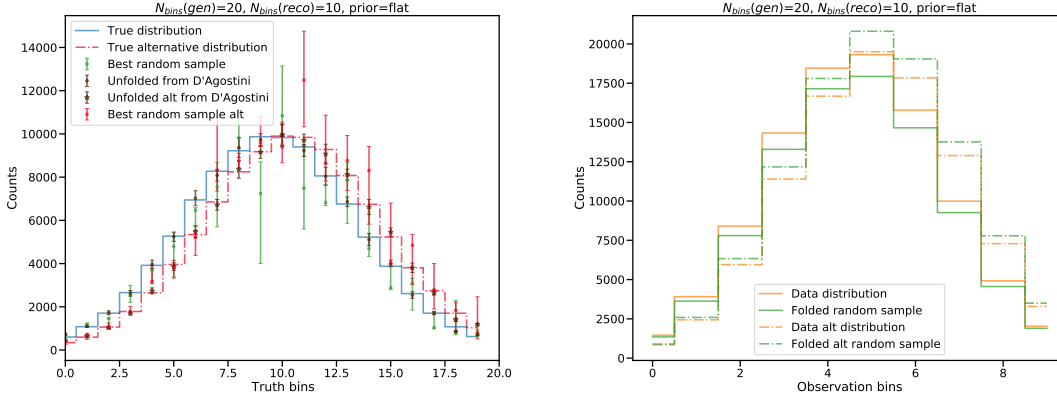 N_bins(gen)=20, N_bins(reco)=10, prior=flat
True distribution
True alternative distribution
Best random sample
Unfolded from D'Agostini
Unfolded alt from D'Agostini
Best random sample alt
Counts
14000
12000
10000
8000
6000
4000
2000
0
0.0 2.5 5.0 7.5 10.0 12.5 15.0 17.5 20.0
Truth bins
N_bins(gen)=20, N_bins(reco)=10, prior=flat
Counts
20000
17500
15000
12500
10000
7500
5000
2500
0
Data distribution
Folded random sample
Data alt distribution
Folded alt random sample
0 2 4 6 8
Observation bins